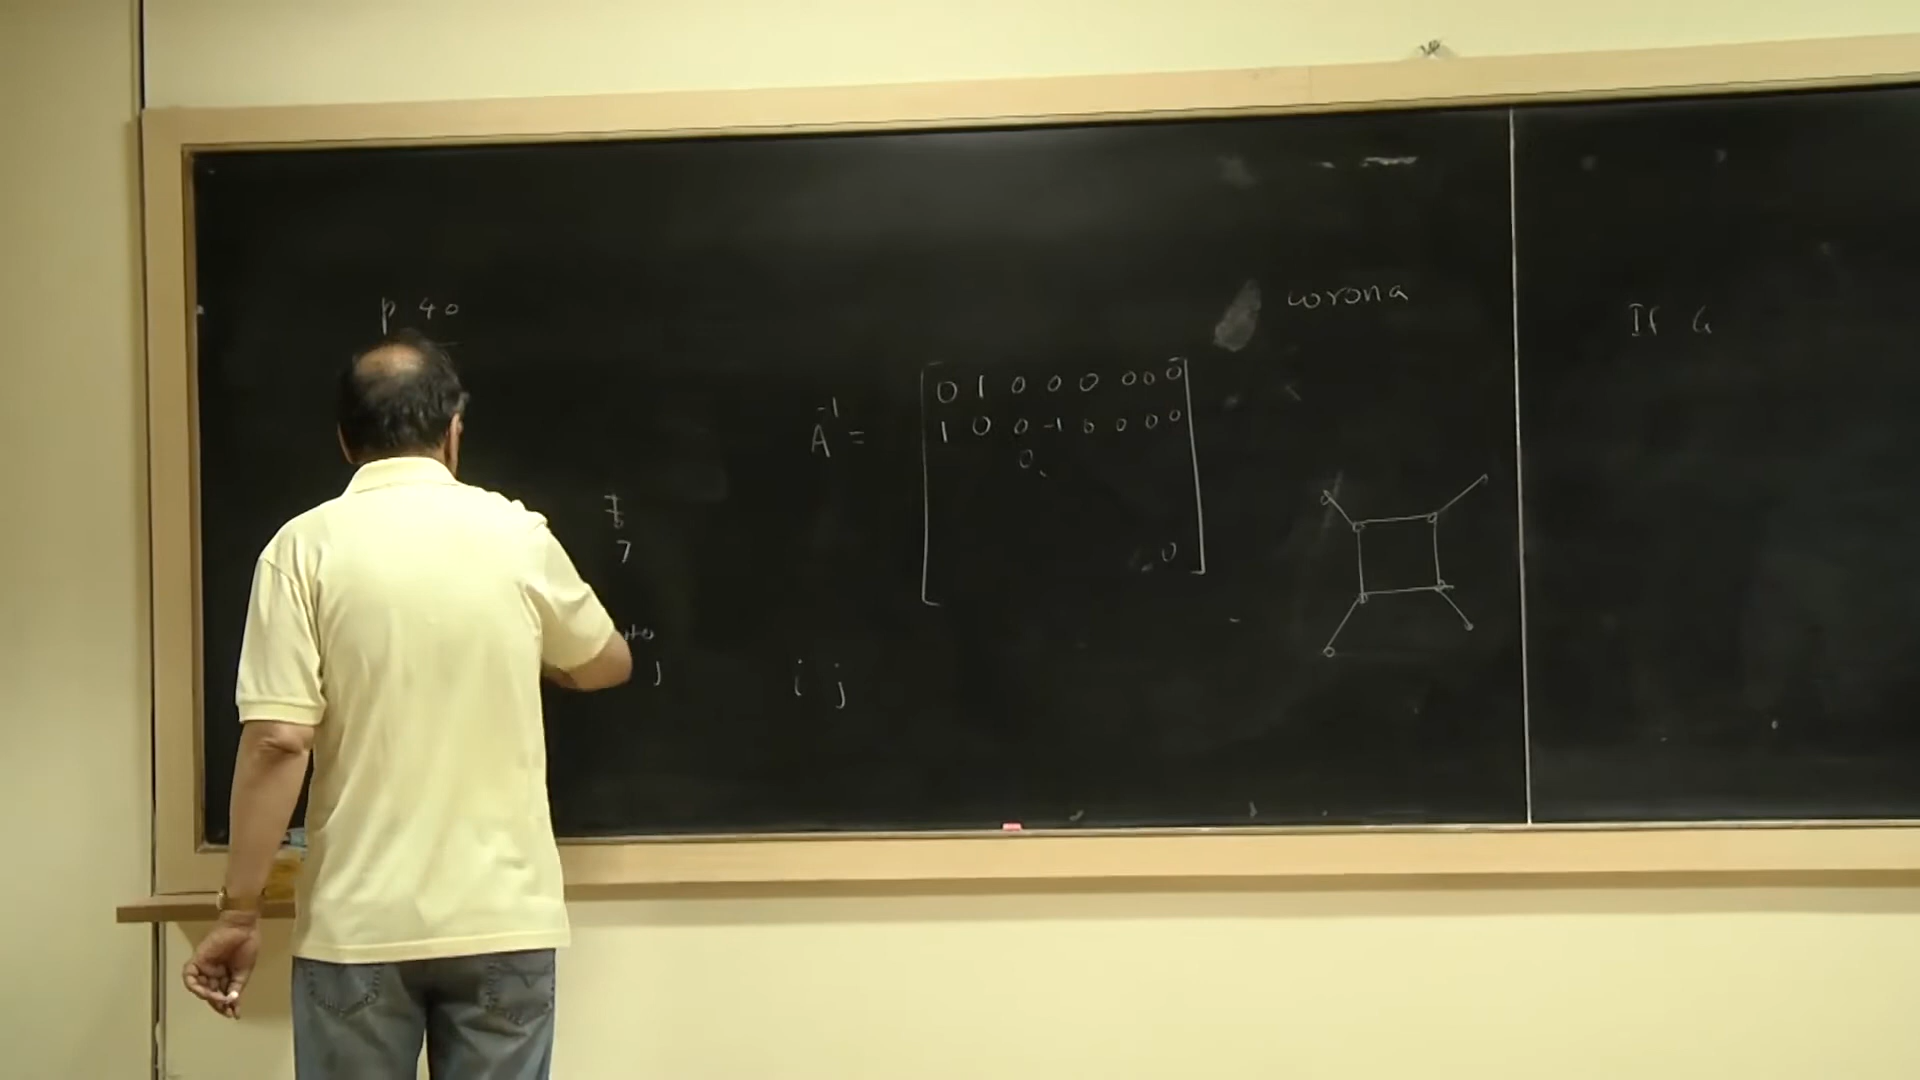 p 40
7
i j
A⁻¹ =
0 1 0 0 0 0 0 0
1 0 0 -1 0 0 0 0
0
0
corona
If G